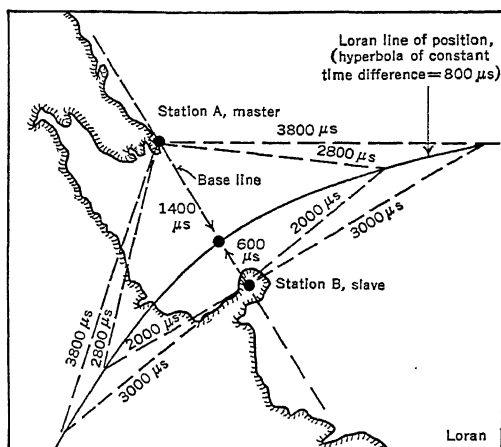 Loran line of position,
(hyperbola of constant
time difference=800 μs)
Station A, master
3800 μs
2800 μs
Base line
1400
μs
2000 μs
3000 μs
600
μs
Station B, slave
3800 μs
2800 μs
2000 μs
3000 μs
Loran